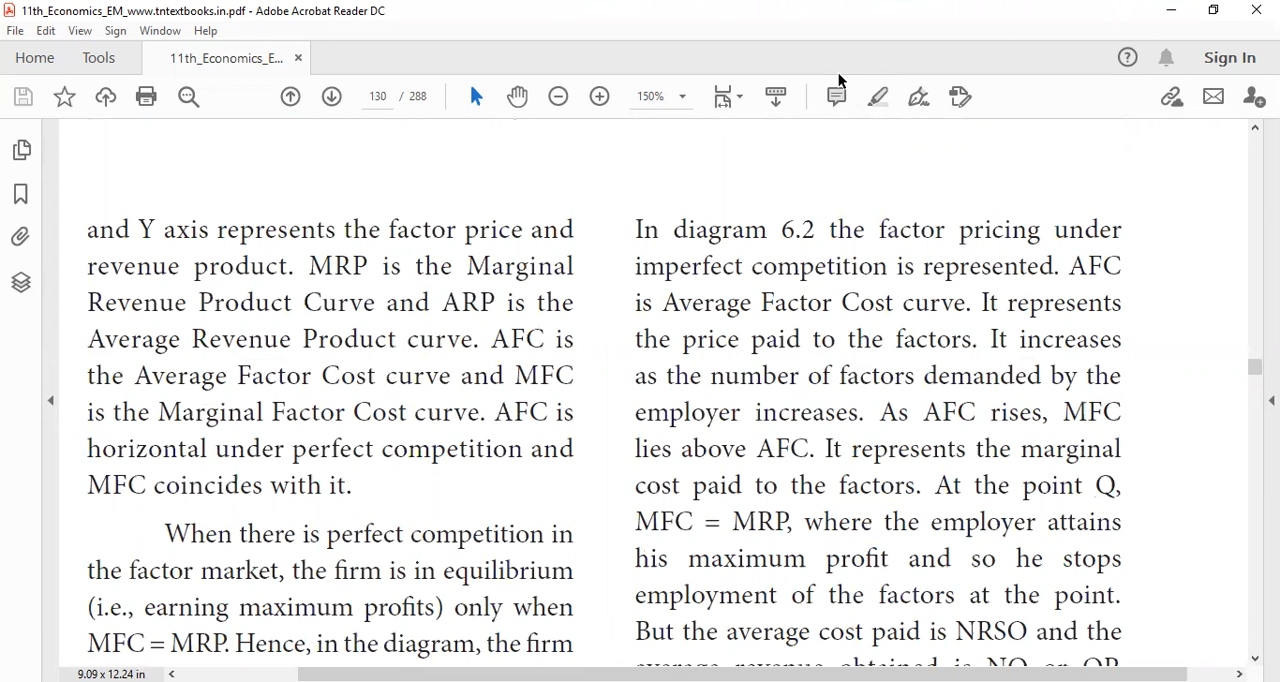 11th_Economics_EM_www.tntextbooks.in.pdf - Adobe Acrobat Reader DC
File Edit View Sign Window Help
Home Tools 11th_Economics_E... × Sign In
130 / 288 150%
and Y axis represents the factor price and
revenue product. MRP is the Marginal
Revenue Product Curve and ARP is the
Average Revenue Product curve. AFC is
the Average Factor Cost curve and MFC
is the Marginal Factor Cost curve. AFC is
horizontal under perfect competition and
MFC coincides with it.
When there is perfect competition in
the factor market, the firm is in equilibrium
(i.e., earning maximum profits) only when
MFC = MRP. Hence, in the diagram, the firm
In diagram 6.2 the factor pricing under
imperfect competition is represented. AFC
is Average Factor Cost curve. It represents
the price paid to the factors. It increases
as the number of factors demanded by the
employer increases. As AFC rises, MFC
lies above AFC. It represents the marginal
cost paid to the factors. At the point Q,
MFC = MRP, where the employer attains
his maximum profit and so he stops
employment of the factors at the point.
But the average cost paid is NRSO and the
average revenue obtained is NQ or OP
9.09 x 12.24 in